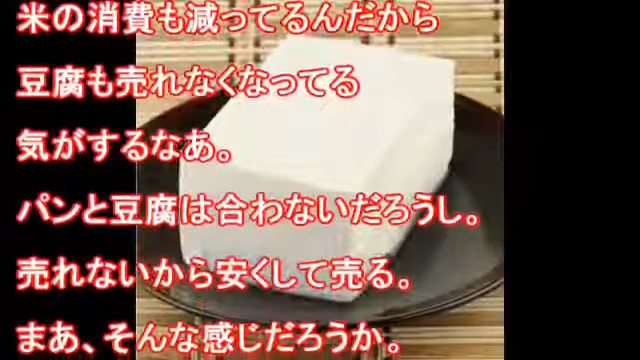 米の消費も減ってるんだから
豆腐も売れなくなってる
気がするなあ。
パンと豆腐は合わないだろうし。
売れないから安くして売る。
まあ、そんな感じだろうか。